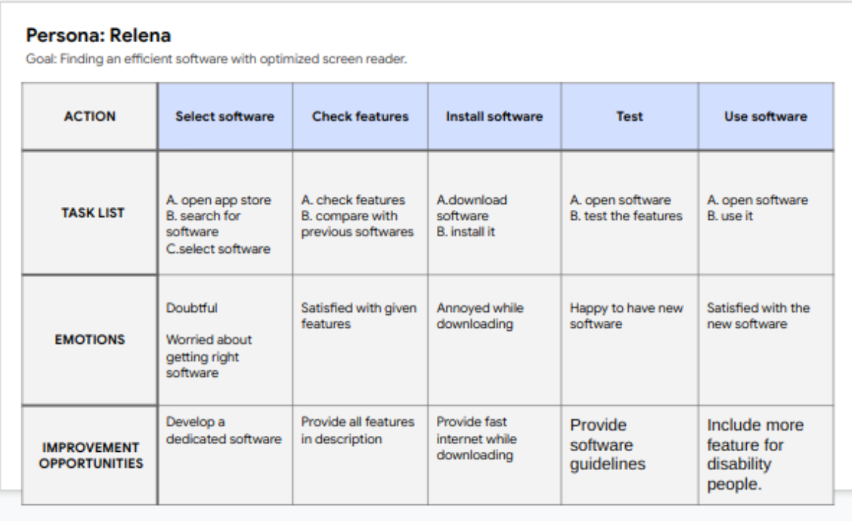 Persona: Relena
Goal: Finding an efficient software with optimized screen reader.
ACTION
Select software
Check features
Install software
Test
Use software
TASK LIST
A. open app store
B. search for
software
C.select software
A. check features
B. compare with
previous softwares
A.download
software
B. install it
A. open software
B. test the features
A. open software
B. use it
EMOTIONS
Doubtful
Worried about
getting right
software
Satisfied with given
features
Annoyed while
downloading
Happy to have new
software
Satisfied with the
new software
IMPROVEMENT
OPPORTUNITIES
Develop a
dedicated software
Provide all features
in description
Provide fast
internet while
downloading
Provide
software
guidelines
Include more
feature for
disability
people.